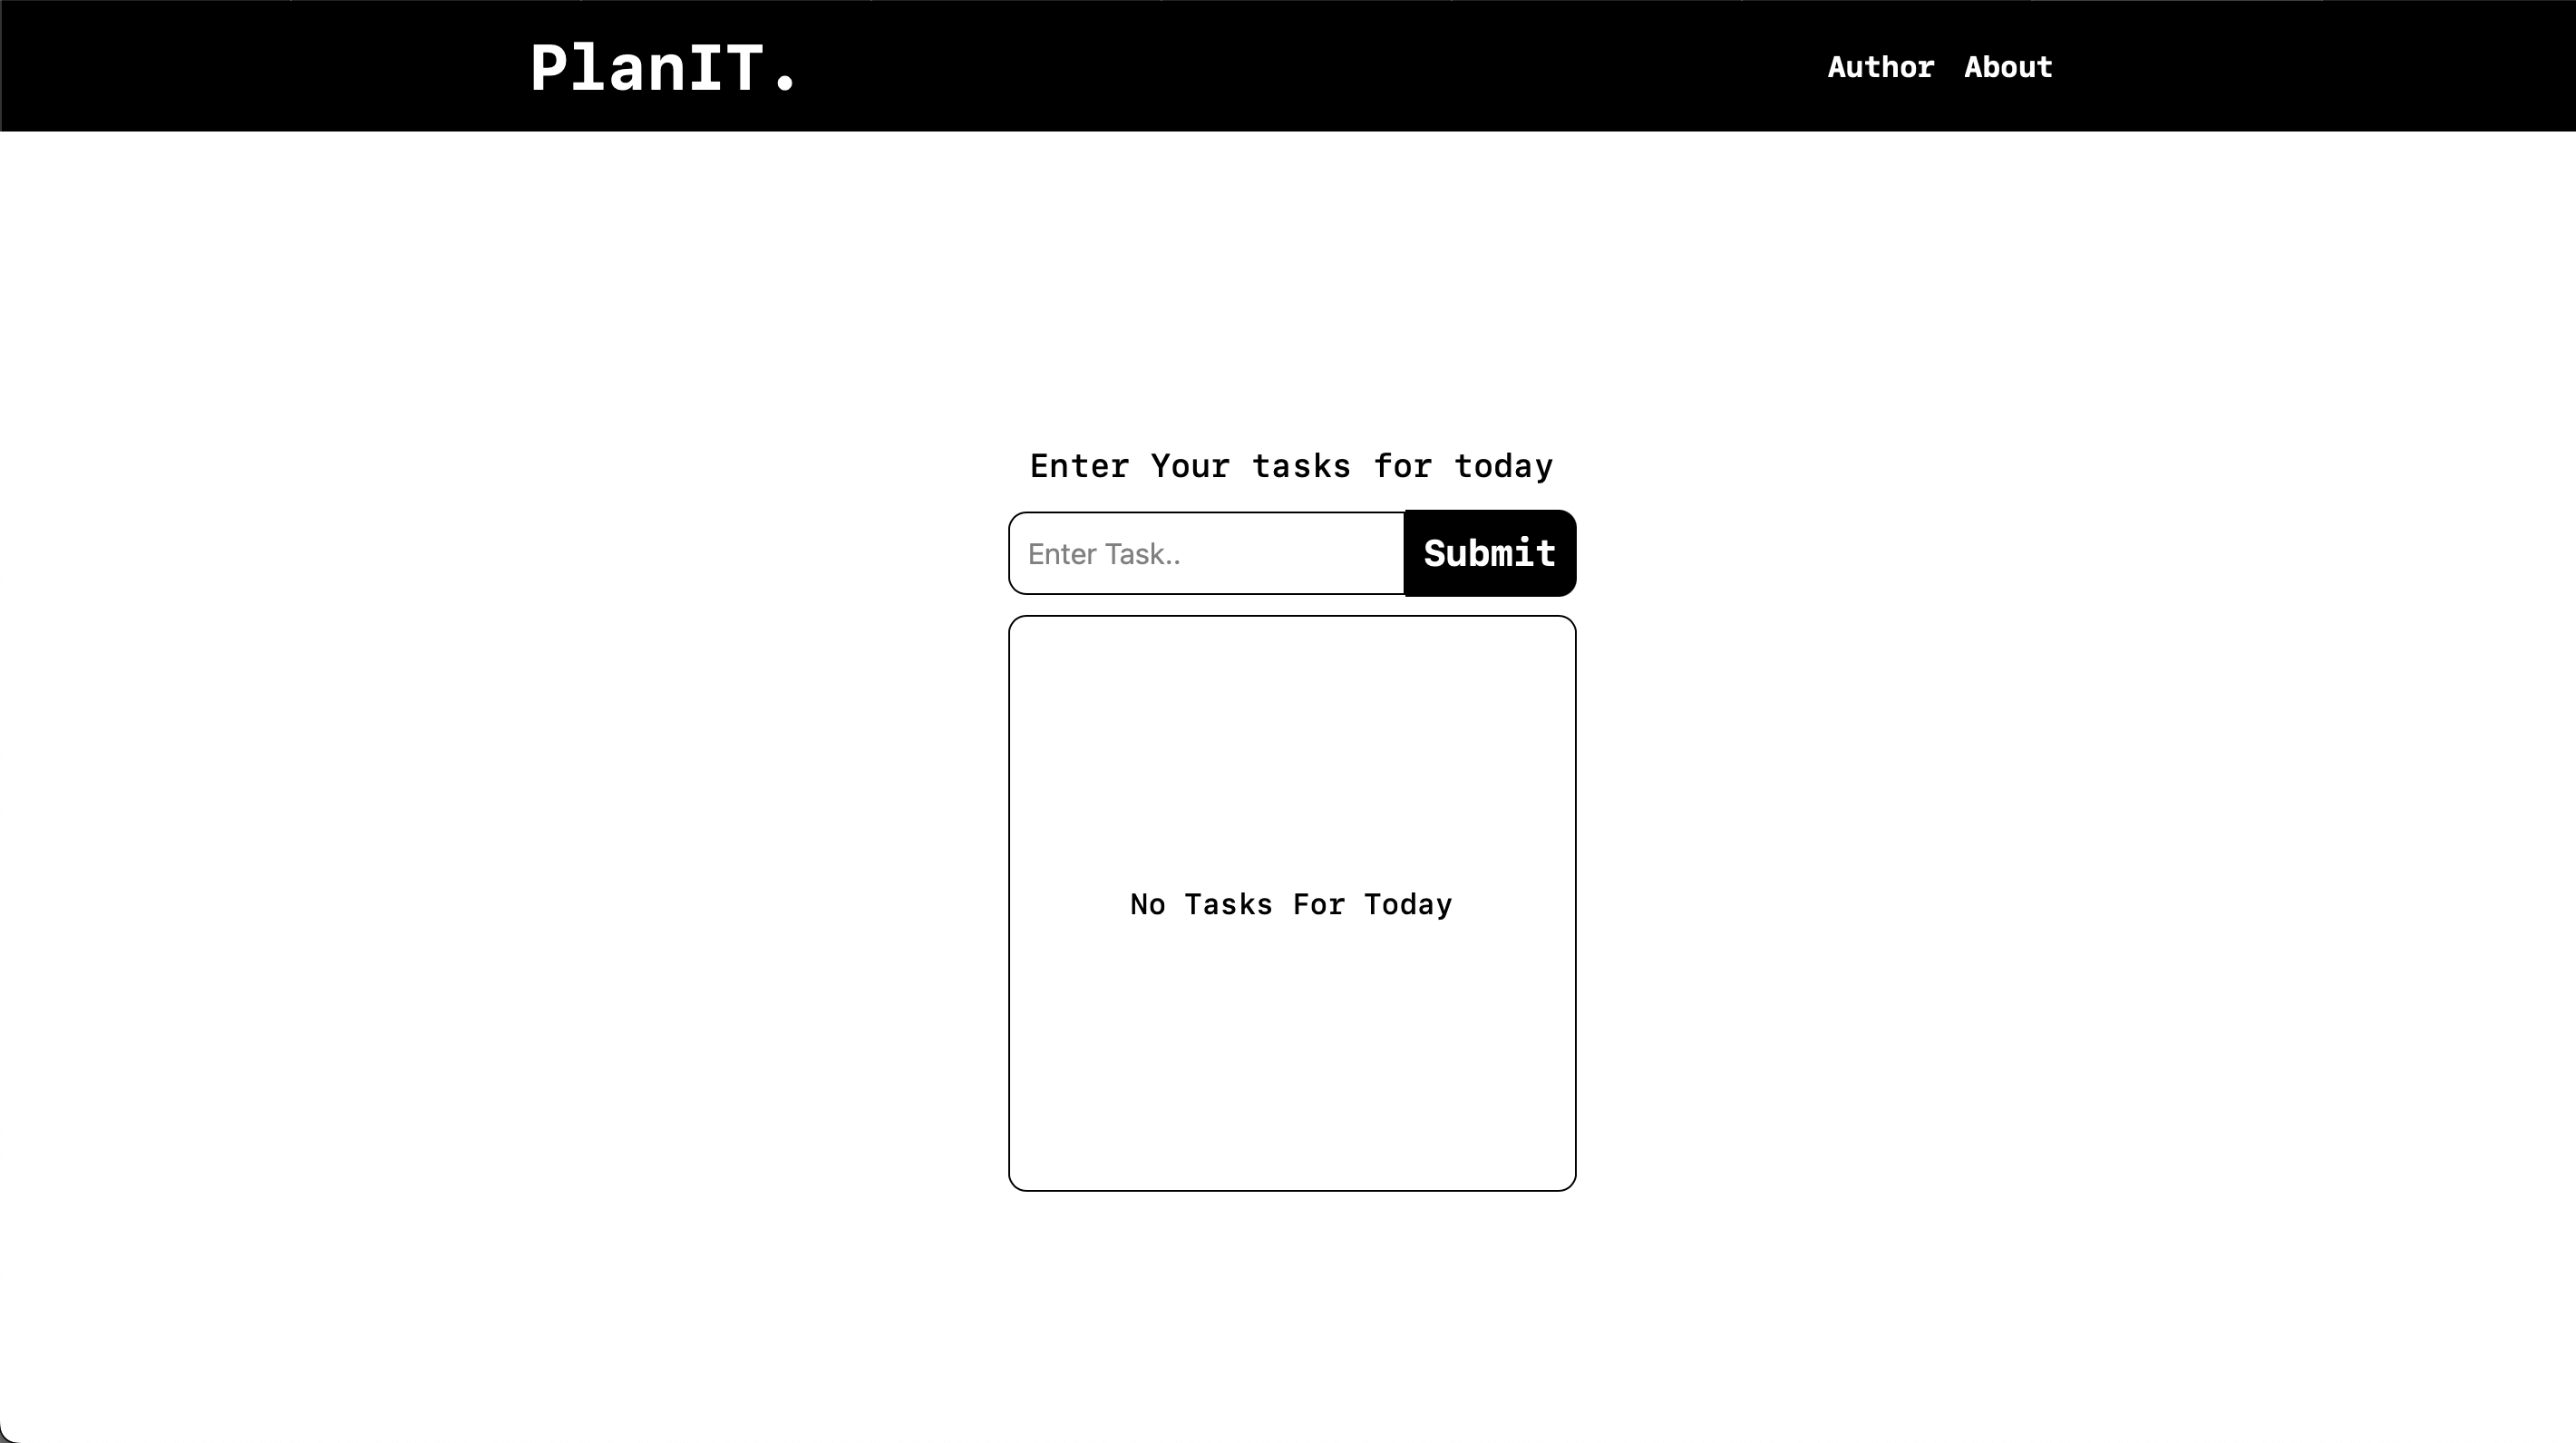 PlanIT.
Author About
Enter Your tasks for today
Enter Task..
Submit
No Tasks For Today